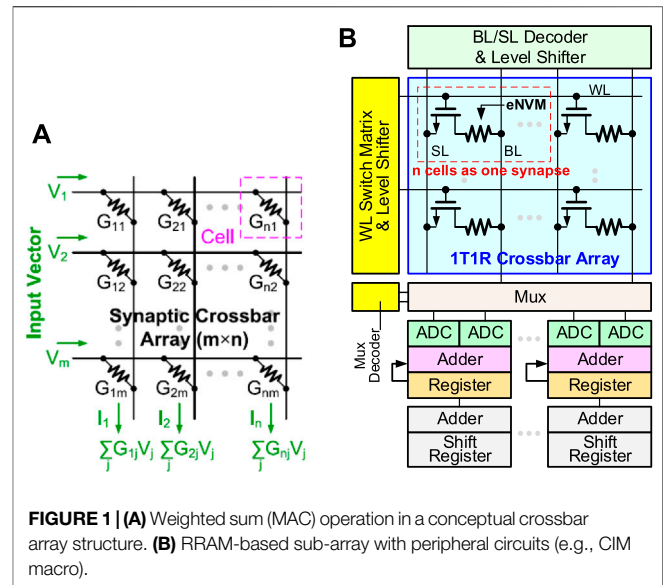 A
V1
V2
Vm
Input Vector
G11
G21
Gn1
Cell
G12
G22
Gn2
Synaptic Crossbar
Array (m×n)
G1m
G2m
Gnm
I1
I2
In
∑G1jVj
j
∑G2jVj
j
∑GnjVj
j
B
BL/SL Decoder
& Level Shifter
WL Switch Matrix
& Level Shifter
WL
eNVM
SL
BL
n cells as one synapse
1T1R Crossbar Array
Mux
Mux
Decoder
ADC ADC
ADC ADC
Adder
Adder
Register
Register
Adder
Adder
Shift
Register
Shift
Register
FIGURE 1 | (A) Weighted sum (MAC) operation in a conceptual crossbar
array structure. (B) RRAM-based sub-array with peripheral circuits (e.g., CIM
macro).